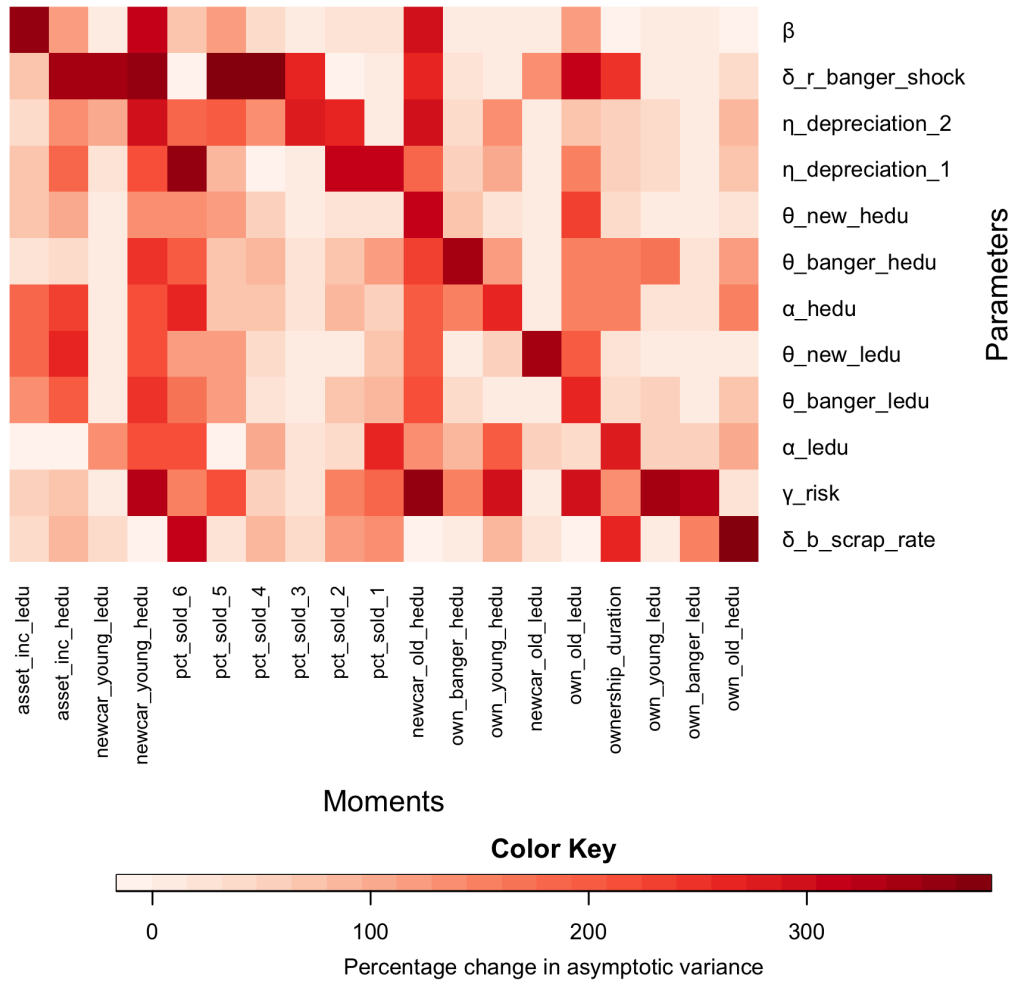 β
δ_r_banger_shock
η_depreciation_2
η_depreciation_1
θ_new_hedu
θ_banger_hedu
α_hedu
θ_new_ledu
θ_banger_ledu
α_ledu
γ_risk
δ_b_scrap_rate
Parameters
asset_inc_ledu
asset_inc_hedu
newcar_young_ledu
newcar_young_hedu
pct_sold_6
pct_sold_5
pct_sold_4
pct_sold_3
pct_sold_2
pct_sold_1
newcar_old_hedu
own_banger_hedu
own_young_hedu
newcar_old_ledu
own_old_ledu
ownership_duration
own_young_ledu
own_banger_ledu
own_old_hedu
Moments
Color Key
0 100 200 300
Percentage change in asymptotic variance